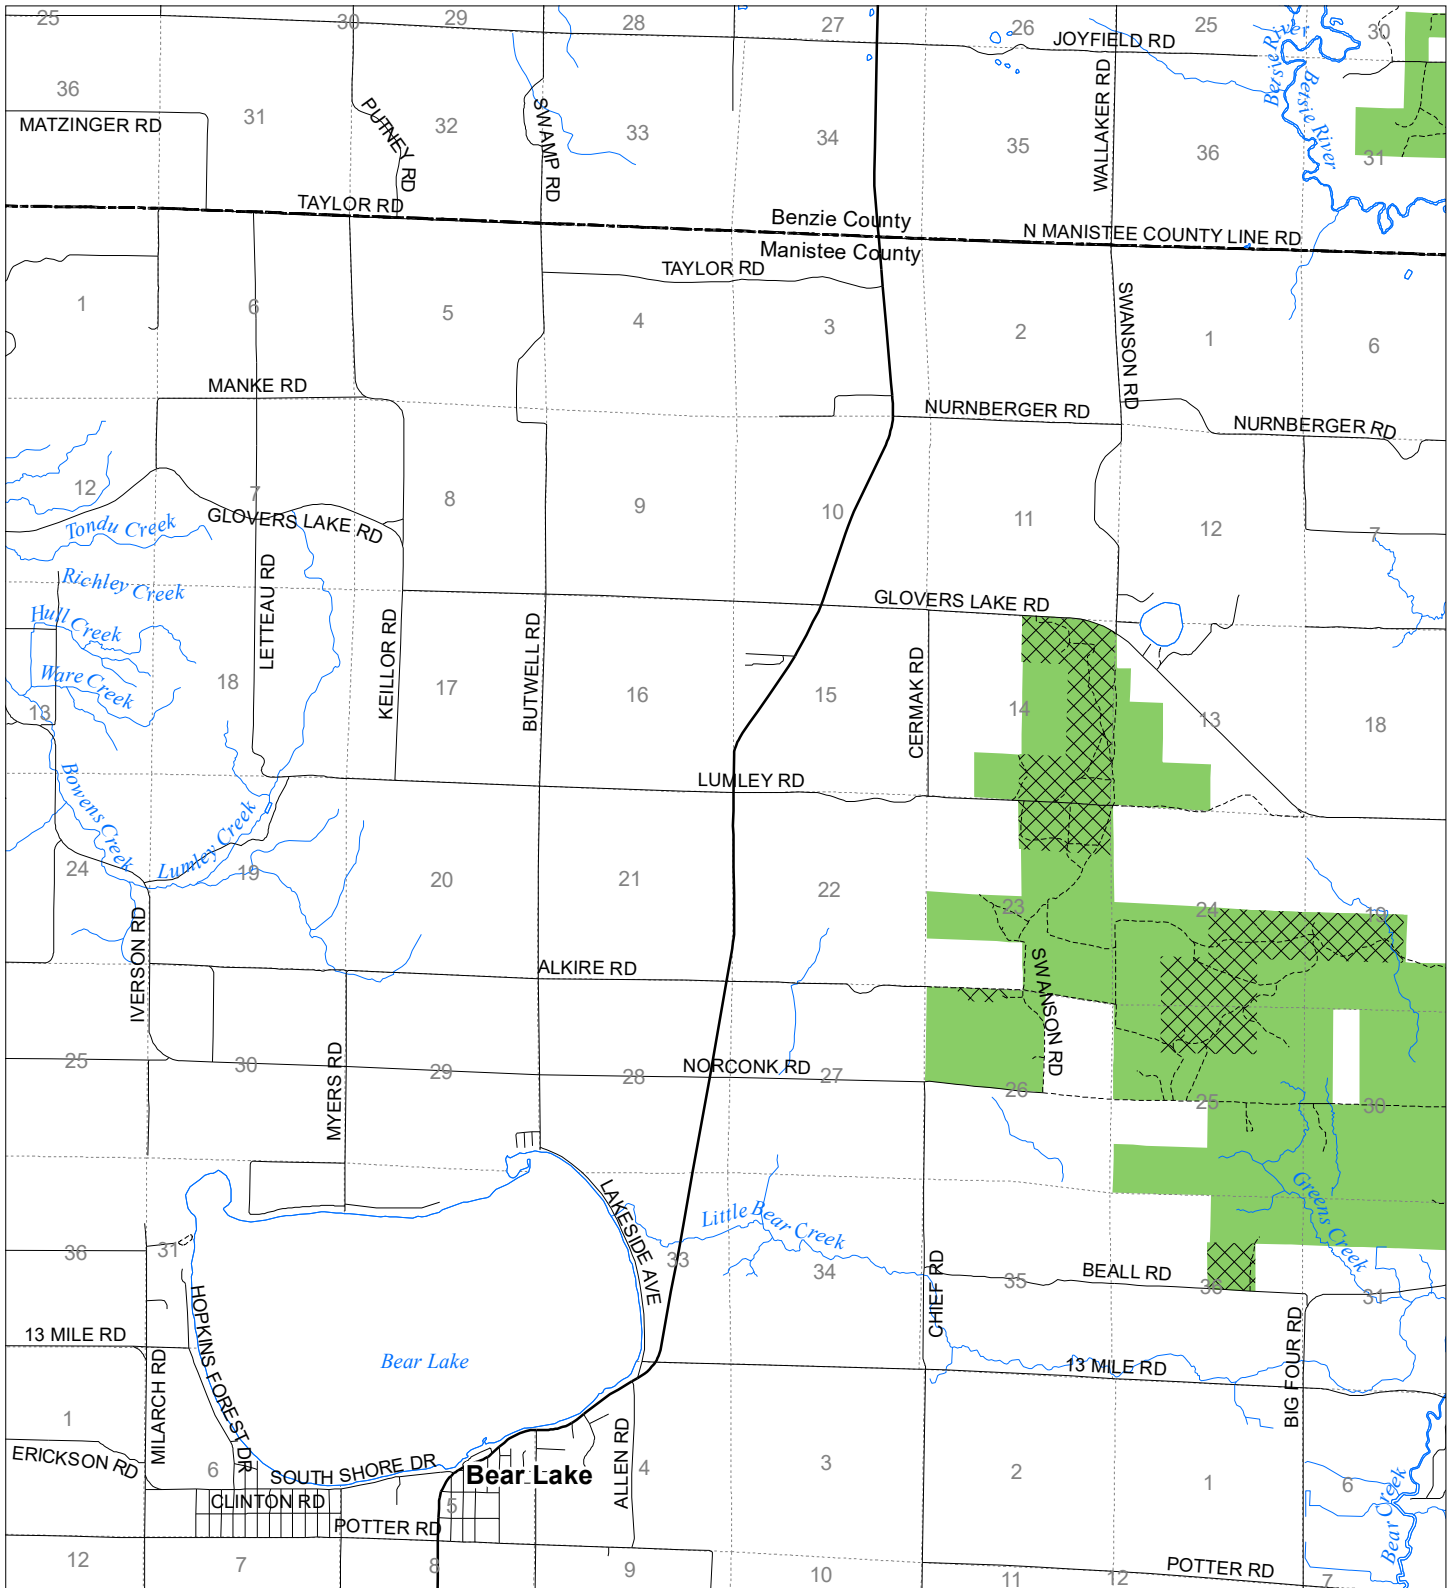 25
30
29
28
27
26
25
30
JOYFIELD RD
Betsie River
Betsie River
36
MATZINGER RD
31
PUTNEY RD
32
SWAMP RD
33
34
35
WALLAKER RD
36
31
TAYLOR RD
Benzie County
Manistee County
N MANISTEE COUNTY LINE RD
TAYLOR RD
1
6
5
4
3
2
SWANSON RD
1
6
MANKE RD
NURNBERGER RD
NURNBERGER RD
12
7
8
9
10
11
12
7
Tondu Creek
GLOVERS LAKE RD
Richley Creek
Hull Creek
Ware Creek
LETTEAU RD
KEILLOR RD
BUTWELL RD
GLOVERS LAKE RD
CERMAK RD
13
18
17
16
15
14
13
18
LUMLEY RD
Bowens Creek
Lumley Creek
24
19
20
21
22
23
24
19
IVERSON RD
ALKIRE RD
SWANSON RD
25
30
MYERS RD
29
28
NORCONK RD
27
26
25
30
LAKESIDE AVE
Little Bear Creek
Greens Creek
36
31
33
34
CHIEF RD
35
BEALL RD
36
31
13 MILE RD
HOPKINS FOREST DR
MILARCH RD
Bear Lake
13 MILE RD
BIG FOUR RD
1
ERICKSON RD
6
SOUTH SHORE DR
Bear Lake
ALLEN RD
4
3
2
1
6
Bear Creek
CLINTON RD
5
POTTER RD
12
7
8
9
10
11
12
POTTER RD
7